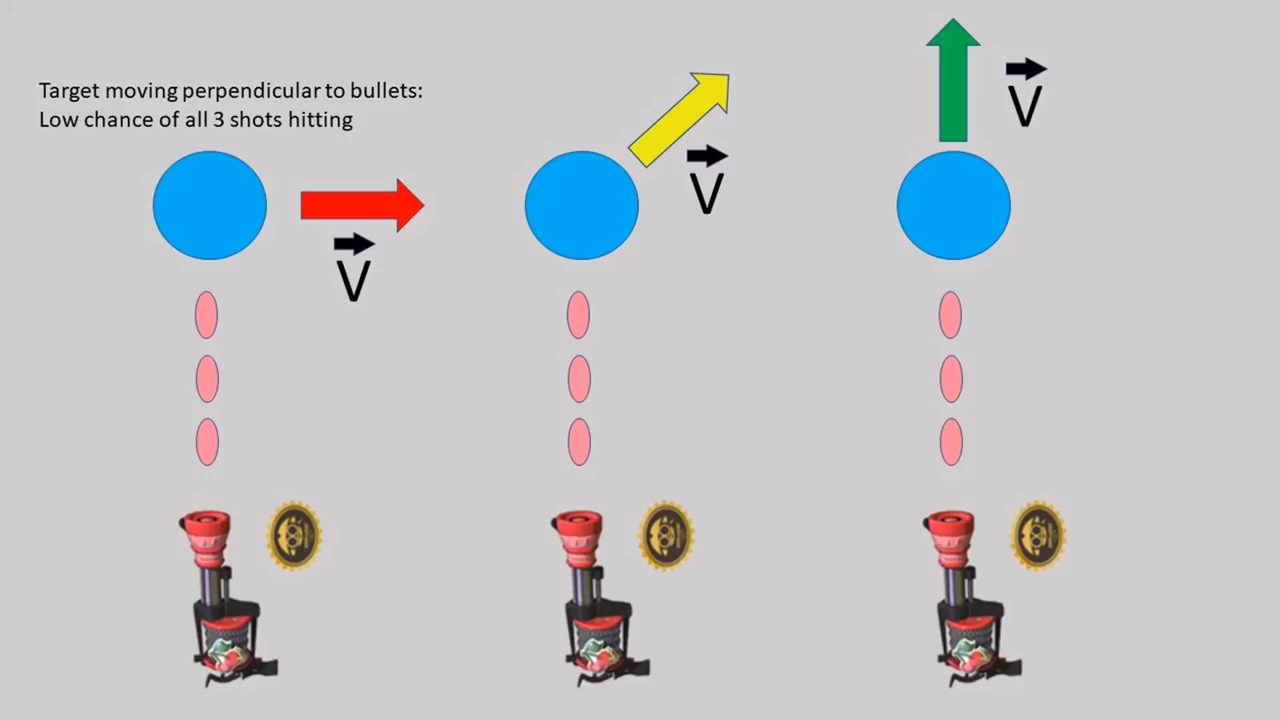 Target moving perpendicular to bullets:
Low chance of all 3 shots hitting
V
V
V